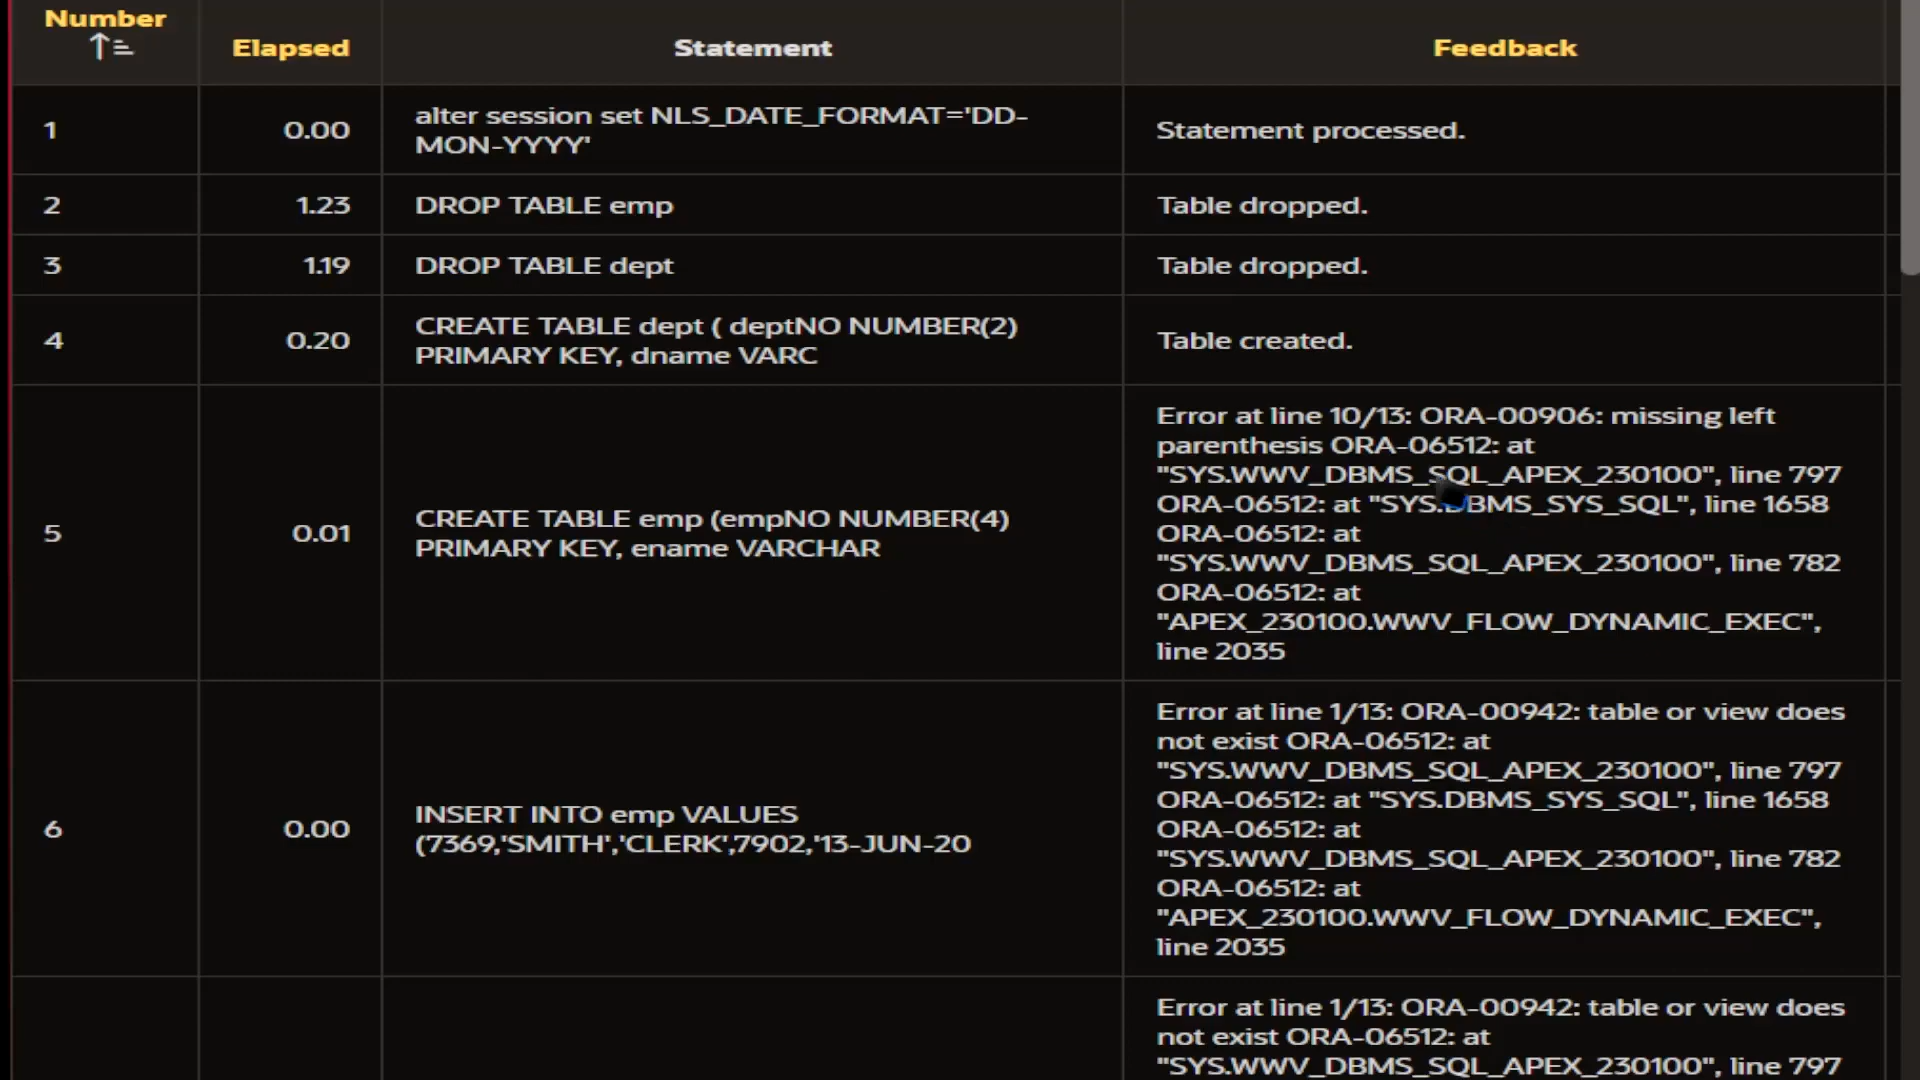 Number
Elapsed
Statement
Feedback
1
0.00
alter session set NLS_DATE_FORMAT='DD-
MON-YYYY'
Statement processed.
2
1.23
DROP TABLE emp
Table dropped.
3
1.19
DROP TABLE dept
Table dropped.
4
0.20
CREATE TABLE dept ( deptNO NUMBER(2)
PRIMARY KEY, dname VARC
Table created.
5
0.01
CREATE TABLE emp (empNO NUMBER(4)
PRIMARY KEY, ename VARCHAR
Error at line 10/13: ORA-00906: missing left
parenthesis ORA-06512: at
"SYS.WWV_DBMS_SQL_APEX_230100", line 797
ORA-06512: at "SYS.DBMS_SYS_SQL", line 1658
ORA-06512: at
"SYS.WWV_DBMS_SQL_APEX_230100", line 782
ORA-06512: at
"APEX_230100.WWV_FLOW_DYNAMIC_EXEC",
line 2035
6
0.00
INSERT INTO emp VALUES
(7369,'SMITH','CLERK',7902,'13-JUN-20
Error at line 1/13: ORA-00942: table or view does
not exist ORA-06512: at
"SYS.WWV_DBMS_SQL_APEX_230100", line 797
ORA-06512: at "SYS.DBMS_SYS_SQL", line 1658
ORA-06512: at
"SYS.WWV_DBMS_SQL_APEX_230100", line 782
ORA-06512: at
"APEX_230100.WWV_FLOW_DYNAMIC_EXEC",
line 2035
Error at line 1/13: ORA-00942: table or view does
not exist ORA-06512: at
"SYS.WWV_DBMS_SQL_APEX_230100", line 797